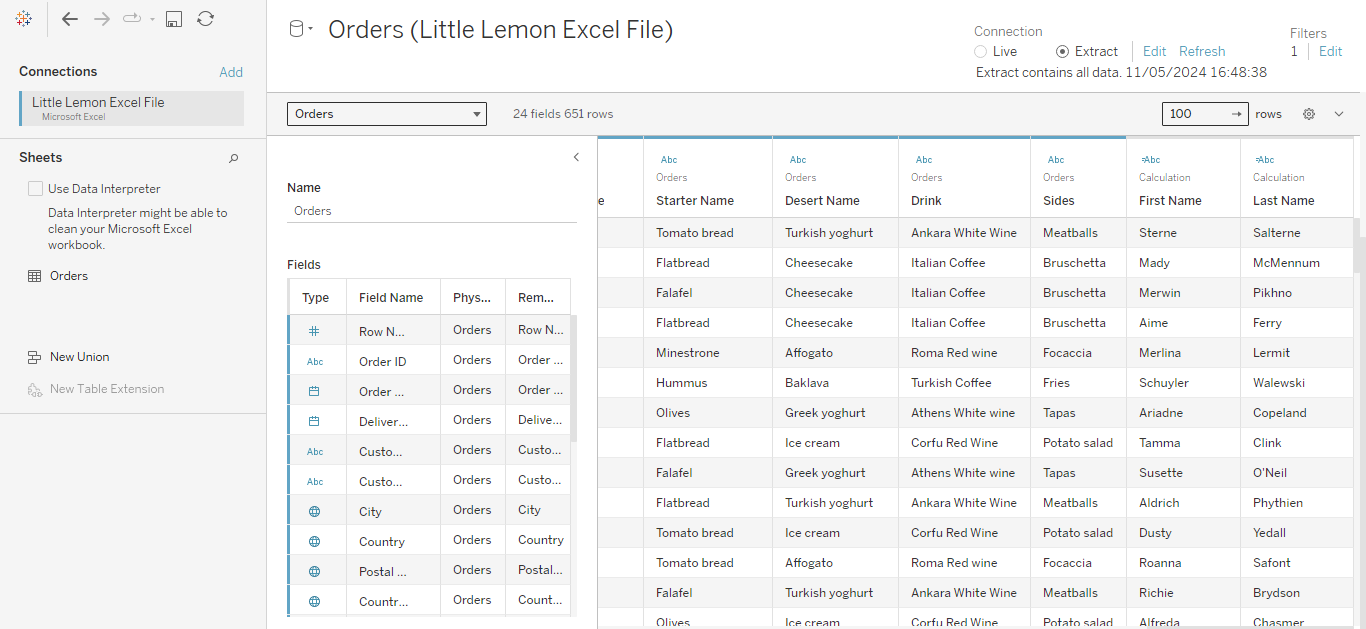 Orders (Little Lemon Excel File)
Connection
Live
Extract
Edit
Refresh
Extract contains all data. 11/05/2024 16:48:38
Filters
1
Edit
Connections
Add
Little Lemon Excel File
Microsoft Excel
Sheets
Use Data Interpreter
Data Interpreter might be able to
clean your Microsoft Excel
workbook.
Orders
New Union
New Table Extension
Orders
24 fields 651 rows
100
rows
Name
Orders
Fields
Type Field Name Phys... Rem...
# Row N... Orders Row N...
Abc Order ID Orders Order ...
Order ... Orders Order ...
Deliver... Orders Delive...
Abc Custo... Orders Custo...
Abc Custo... Orders Custo...
City Orders City
Country Orders Country
Postal ... Orders Postal...
Countr... Orders Count...
Abc Abc Abc Abc =Abc =Abc
Orders Orders Orders Orders Calculation Calculation
e Starter Name Desert Name Drink Sides First Name Last Name
Tomato bread Turkish yoghurt Ankara White Wine Meatballs Sterne Salterne
Flatbread Cheesecake Italian Coffee Bruschetta Mady McMennum
Falafel Cheesecake Italian Coffee Bruschetta Merwin Pikhno
Flatbread Cheesecake Italian Coffee Bruschetta Aime Ferry
Minestrone Affogato Roma Red wine Focaccia Merlina Lermit
Hummus Baklava Turkish Coffee Fries Schuyler Walewski
Olives Greek yoghurt Athens White wine Tapas Ariadne Copeland
Flatbread Ice cream Corfu Red Wine Potato salad Tamma Clink
Falafel Greek yoghurt Athens White wine Tapas Susette O'Neil
Flatbread Turkish yoghurt Ankara White Wine Meatballs Aldrich Phythien
Tomato bread Ice cream Corfu Red Wine Potato salad Dusty Yedall
Tomato bread Affogato Roma Red wine Focaccia Roanna Safont
Falafel Turkish yoghurt Ankara White Wine Meatballs Richie Brydson
Olives Ice cream Corfu Red Wine Potato salad Alfreda Chasmer